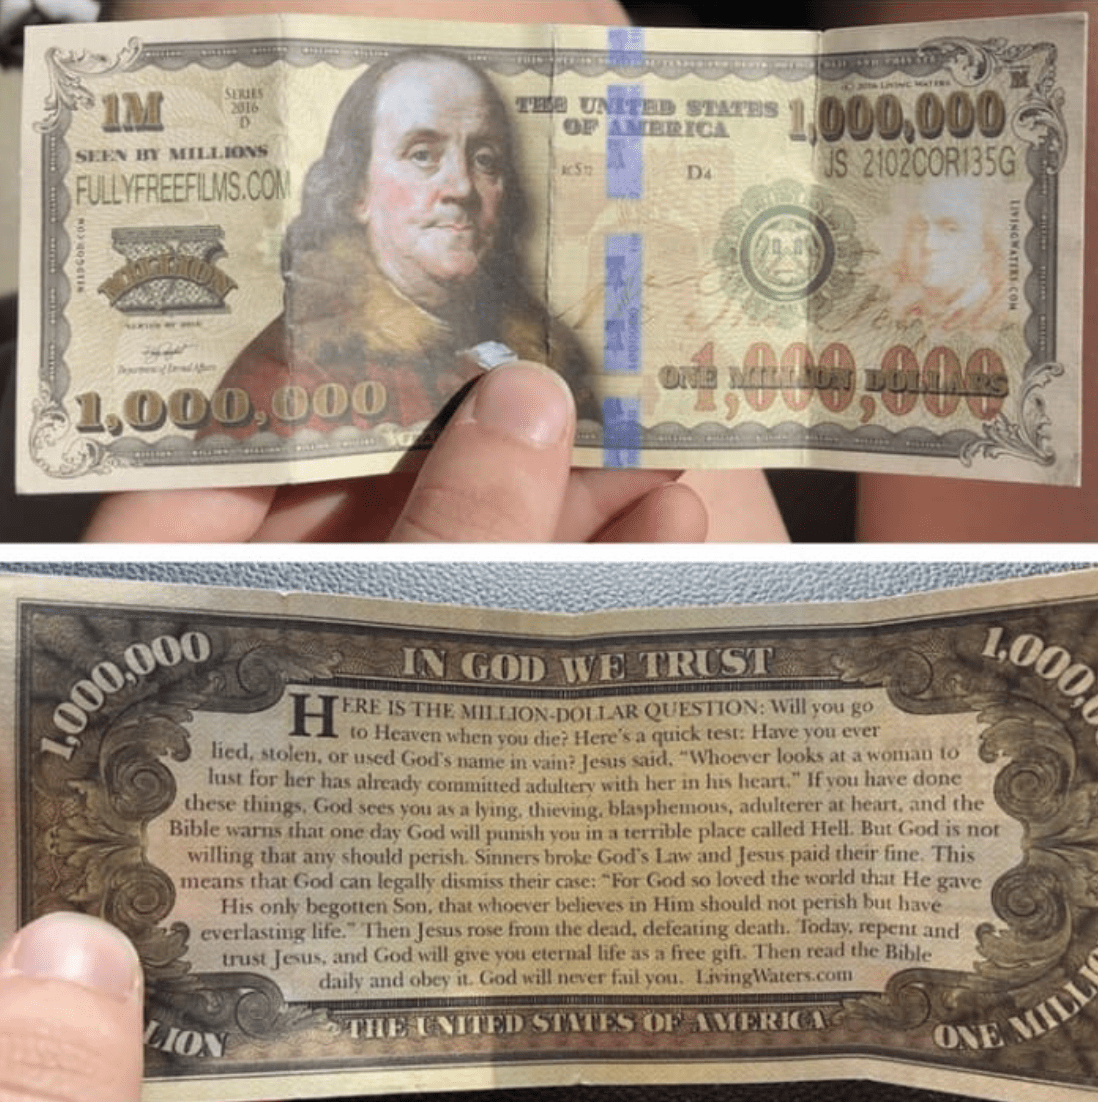 1M
SERIES
2016
D
SEEN BY MILLIONS
FULLYFREEFILMS.COM
WILDGOD.COM
MILLION
Department of Eternal Affairs
1,000,000
THE UNITED STATES
OF AMERICA
D4
© 2016 LIVING WATERS
M
1,000,000
JS 2102COR135G
LIVINGWATERS.COM
1,000,000
ONE MILLION DOLLARS
1,000,000
IN GOD WE TRUST
1,000,0
HERE IS THE MILLION-DOLLAR QUESTION: Will you go
to Heaven when you die? Here's a quick test: Have you ever
lied, stolen, or used God's name in vain? Jesus said, "Whoever looks at a woman to
lust for her has already committed adultery with her in his heart." If you have done
these things, God sees you as a lying, thieving, blasphemous, adulterer at heart, and the
Bible warns that one day God will punish you in a terrible place called Hell. But God is not
willing that any should perish. Sinners broke God's Law and Jesus paid their fine. This
means that God can legally dismiss their case: "For God so loved the world that He gave
His only begotten Son, that whoever believes in Him should not perish but have
everlasting life." Then Jesus rose from the dead, defeating death. Today, repent and
trust Jesus, and God will give you eternal life as a free gift. Then read the Bible
daily and obey it. God will never fail you. LivingWaters.com
LION
THE UNITED STATES OF AMERICA
ONE MILLIO